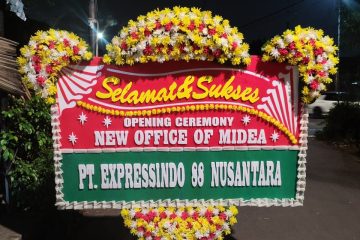 Selamat & Sukses
OPENING CEREMONY
NEW OFFICE OF MIDEA
PT. EXPRESSINDO 88 NUSANTARA